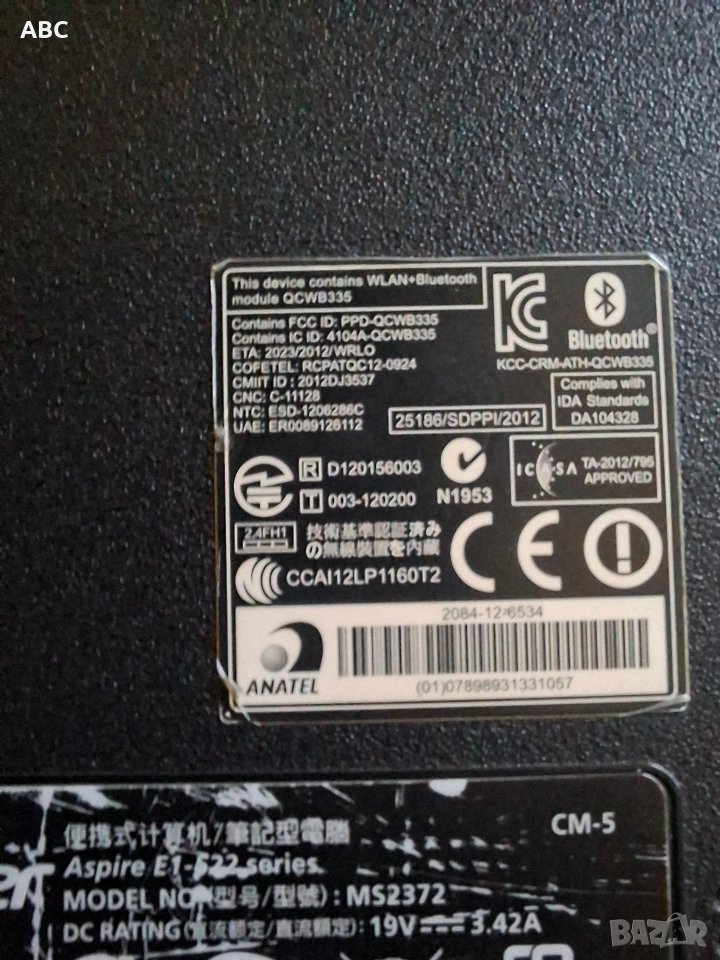 ABC
This device contains WLAN+Bluetooth
module QCWB335
Contains FCC ID: PPD-QCWB335
Contains IC ID: 4104A-QCWB335
ETA: 2023/2012/WRLO
COFETEL: RCPATQC12-0924
CMIIT ID : 2012DJ3537
CNC: C-11128
NTC: ESD-1206286C
UAE: ER0089126112
25186/SDPPI/2012
Bluetooth®
KCC-CRM-ATH-QCWB335
Complies with
IDA Standards
DA104328
R D120156003
T 003-120200
N1953
ICASA TA-2012/795
APPROVED
2.4FH1
技術基準認証済み
の無線装置を内蔵
CCAI12LP1160T2
CE
2084-12-6534
ANATEL
(01)07898931331057
便携式计算机/筆記型電腦
CM-5
Aspire E1-522 series
MODEL NO (型号/型號) : MS2372
DC RATING (直流额定/直流額定): 19V 3.42A
BAZAR